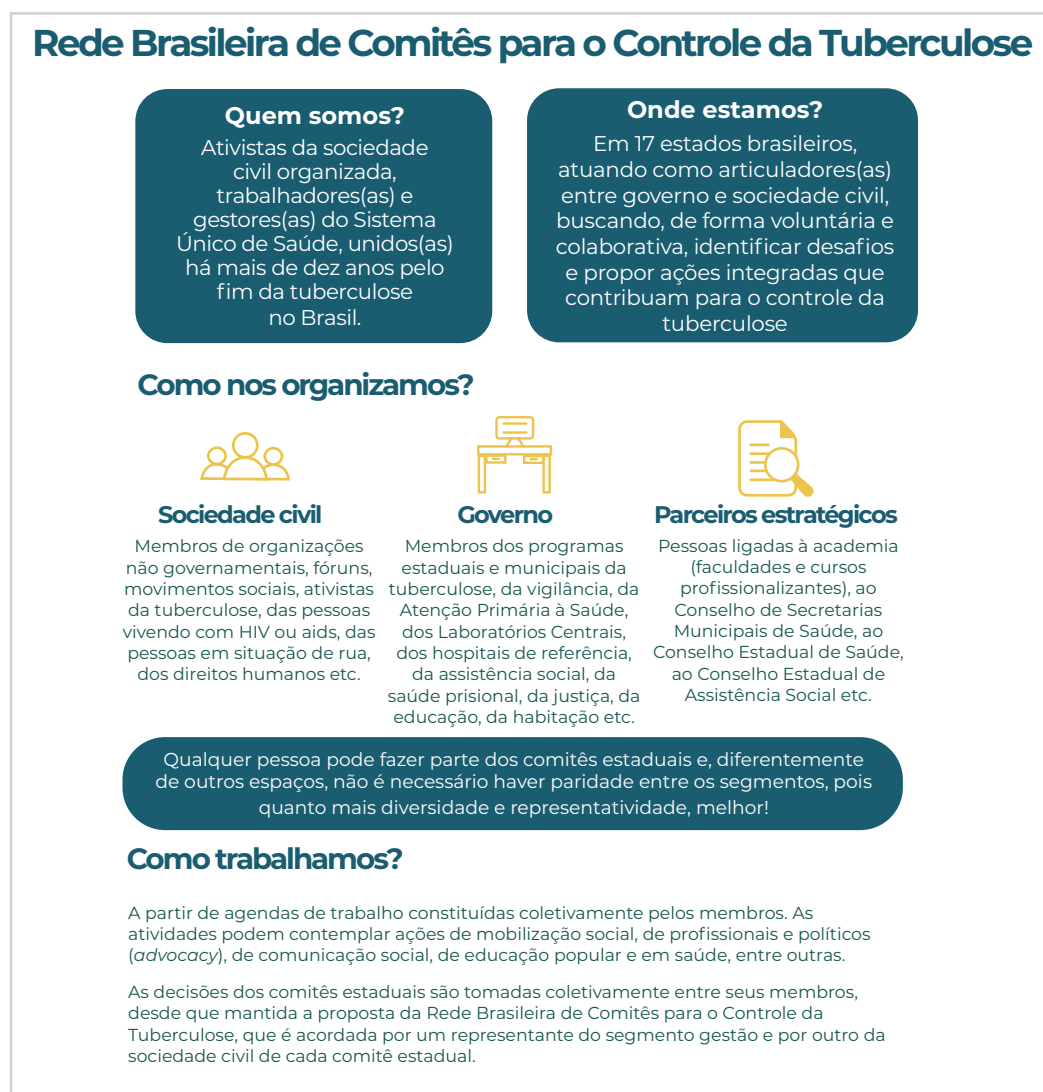 Rede Brasileira de Comitês para o Controle da Tuberculose
Quem somos?
Ativistas da sociedade
civil organizada,
trabalhadores(as) e
gestores(as) do Sistema
Único de Saúde, unidos(as)
há mais de dez anos pelo
fim da tuberculose
no Brasil.
Onde estamos?
Em 17 estados brasileiros,
atuando como articuladores(as)
entre governo e sociedade civil,
buscando, de forma voluntária e
colaborativa, identificar desafios
e propor ações integradas que
contribuam para o controle da
tuberculose
Como nos organizamos?
Sociedade civil
Membros de organizações
não governamentais, fóruns,
movimentos sociais, ativistas
da tuberculose, das pessoas
vivendo com HIV ou aids, das
pessoas em situação de rua,
dos direitos humanos etc.
Governo
Membros dos programas
estaduais e municipais da
tuberculose, da vigilância, da
Atenção Primária à Saúde,
dos Laboratórios Centrais,
dos hospitais de referência,
da assistência social, da
saúde prisional, da justiça, da
educação, da habitação etc.
Parceiros estratégicos
Pessoas ligadas à academia
(faculdades e cursos
profissionalizantes), ao
Conselho de Secretarias
Municipais de Saúde, ao
Conselho Estadual de Saúde,
ao Conselho Estadual de
Assistência Social etc.
Qualquer pessoa pode fazer parte dos comitês estaduais e, diferentemente
de outros espaços, não é necessário haver paridade entre os segmentos, pois
quanto mais diversidade e representatividade, melhor!
Como trabalhamos?
A partir de agendas de trabalho constituídas coletivamente pelos membros. As
atividades podem contemplar ações de mobilização social, de profissionais e políticos
(advocacy), de comunicação social, de educação popular e em saúde, entre outras.
As decisões dos comitês estaduais são tomadas coletivamente entre seus membros,
desde que mantida a proposta da Rede Brasileira de Comitês para o Controle da
Tuberculose, que é acordada por um representante do segmento gestão e por outro da
sociedade civil de cada comitê estadual.